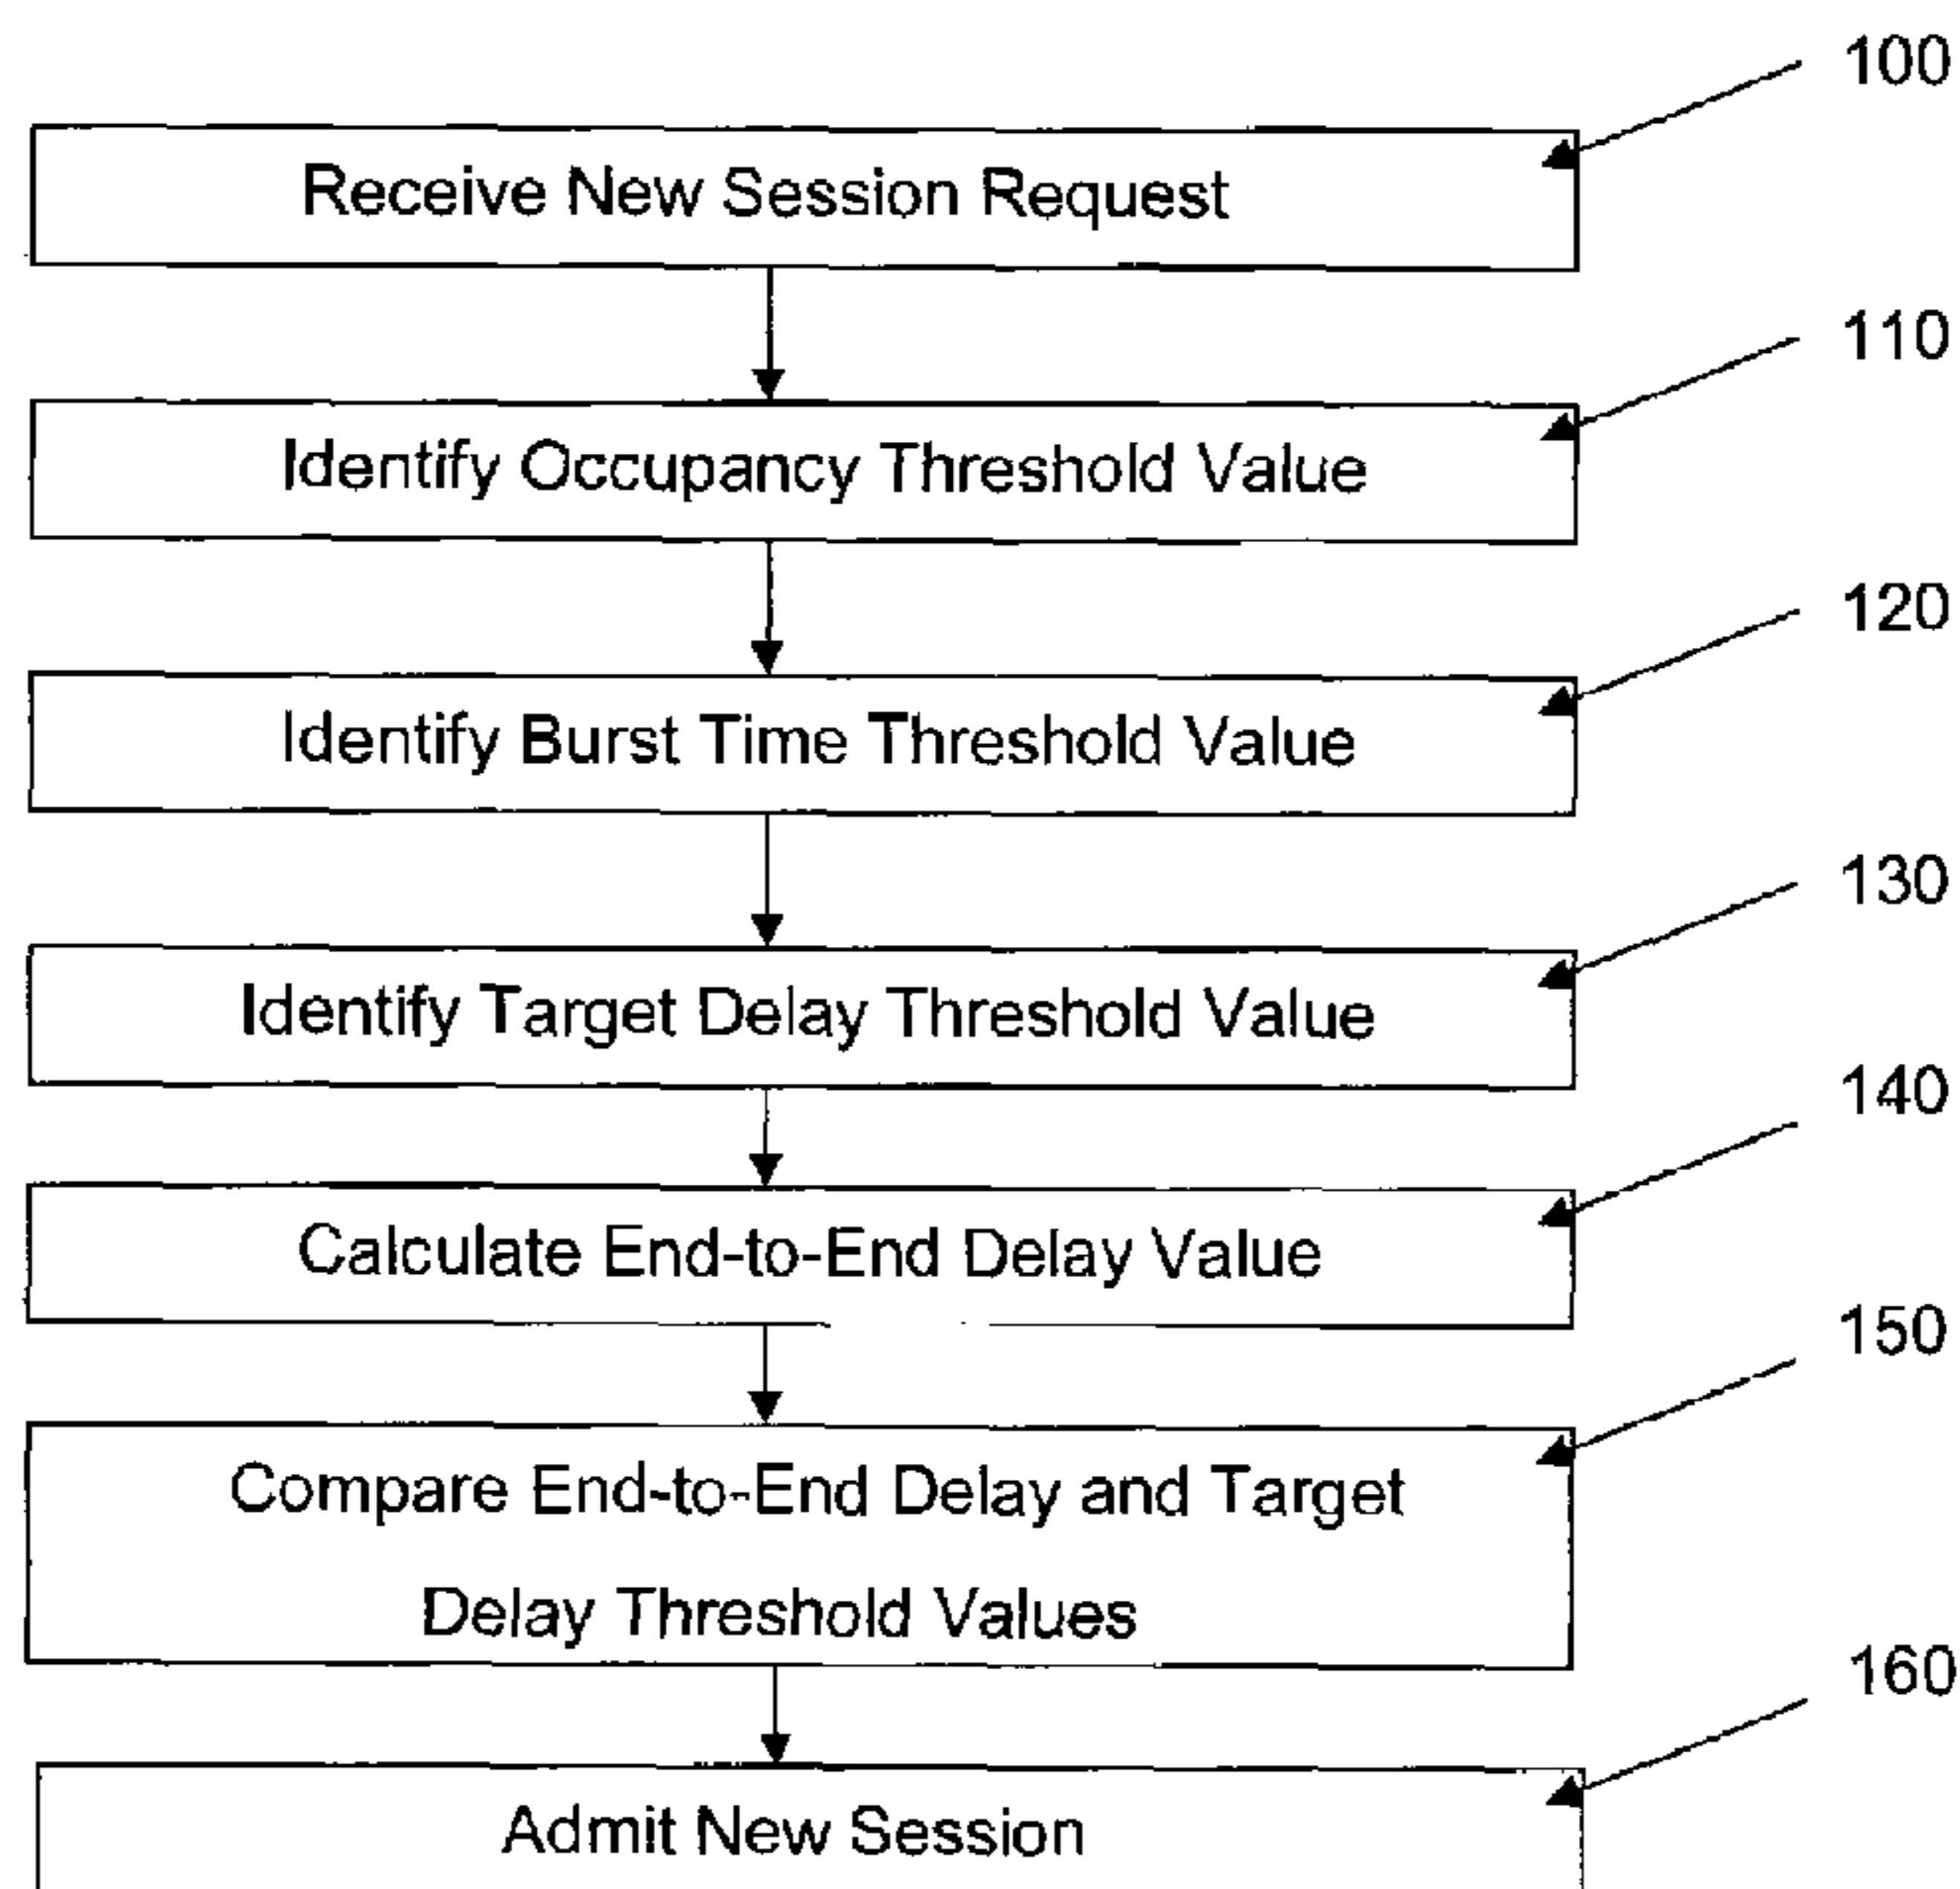 100
Receive New Session Request
110
Identify Occupancy Threshold Value
120
Identify Burst Time Threshold Value
130
Identify Target Delay Threshold Value
140
Calculate End-to-End Delay Value
150
Compare End-to-End Delay and Target
Delay Threshold Values
160
Admit New Session